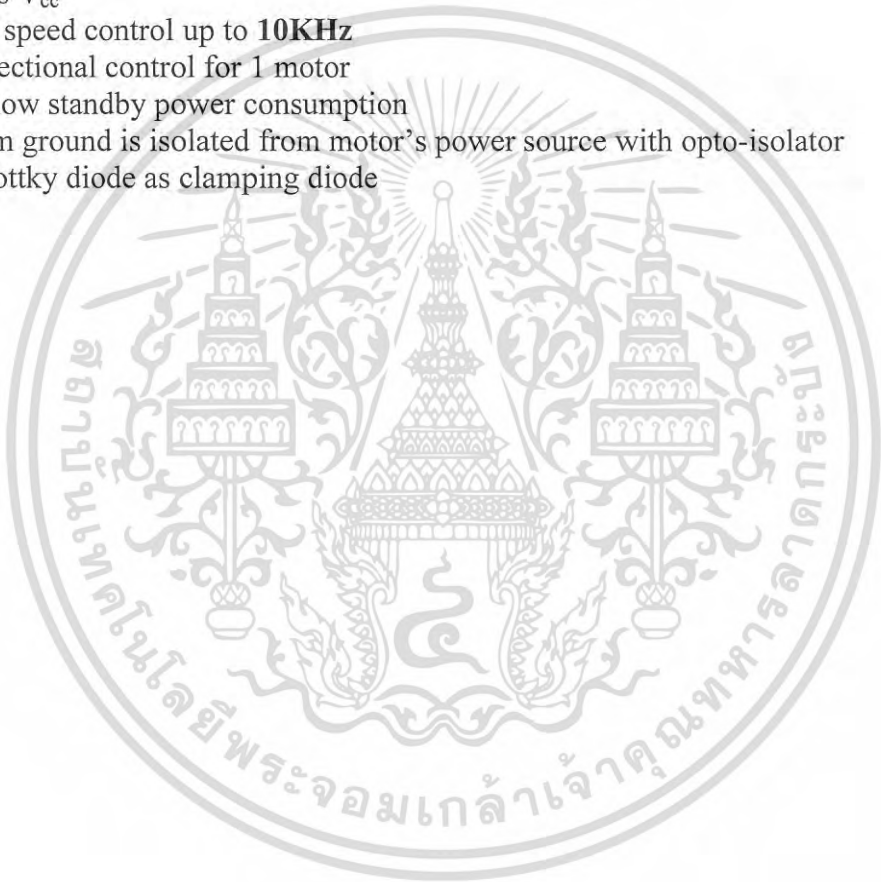 V<sub>cc</sub>
speed control up to 10KHz
ectional control for 1 motor
ow standby power consumption
m ground is isolated from motor's power source with opto-isolator
ottky diode as clamping diode
สถาบันเทคโนโลยีพระจอมเกล้าเจ้าคุณทหารลาดกระบัง